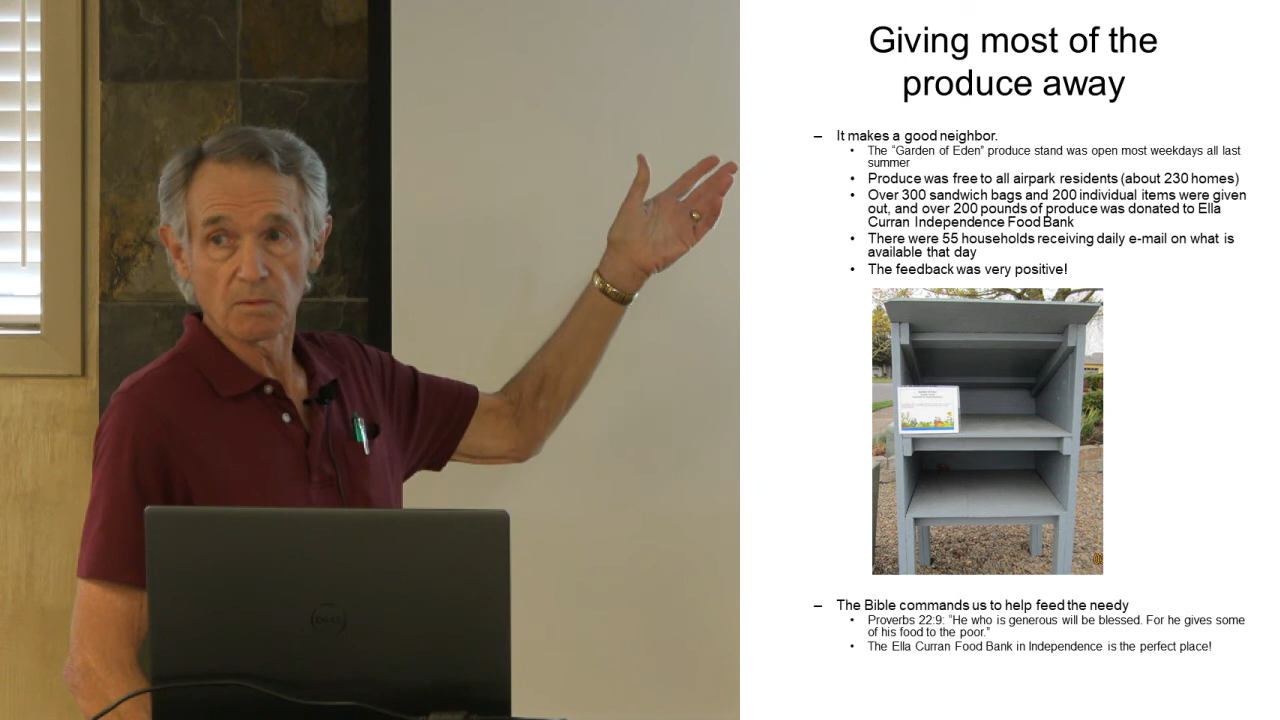 Giving most of the
produce away
– It makes a good neighbor.
• The “Garden of Eden” produce stand was open most weekdays all last
summer
• Produce was free to all airpark residents (about 230 homes)
• Over 300 sandwich bags and 200 individual items were given
out, and over 200 pounds of produce was donated to Ella
Curran Independence Food Bank
• There were 55 households receiving daily e-mail on what is
available that day
• The feedback was very positive!
– The Bible commands us to help feed the needy
• Proverbs 22:9: “He who is generous will be blessed. For he gives some
of his food to the poor.”
• The Ella Curran Food Bank in Independence is the perfect place!
DELL